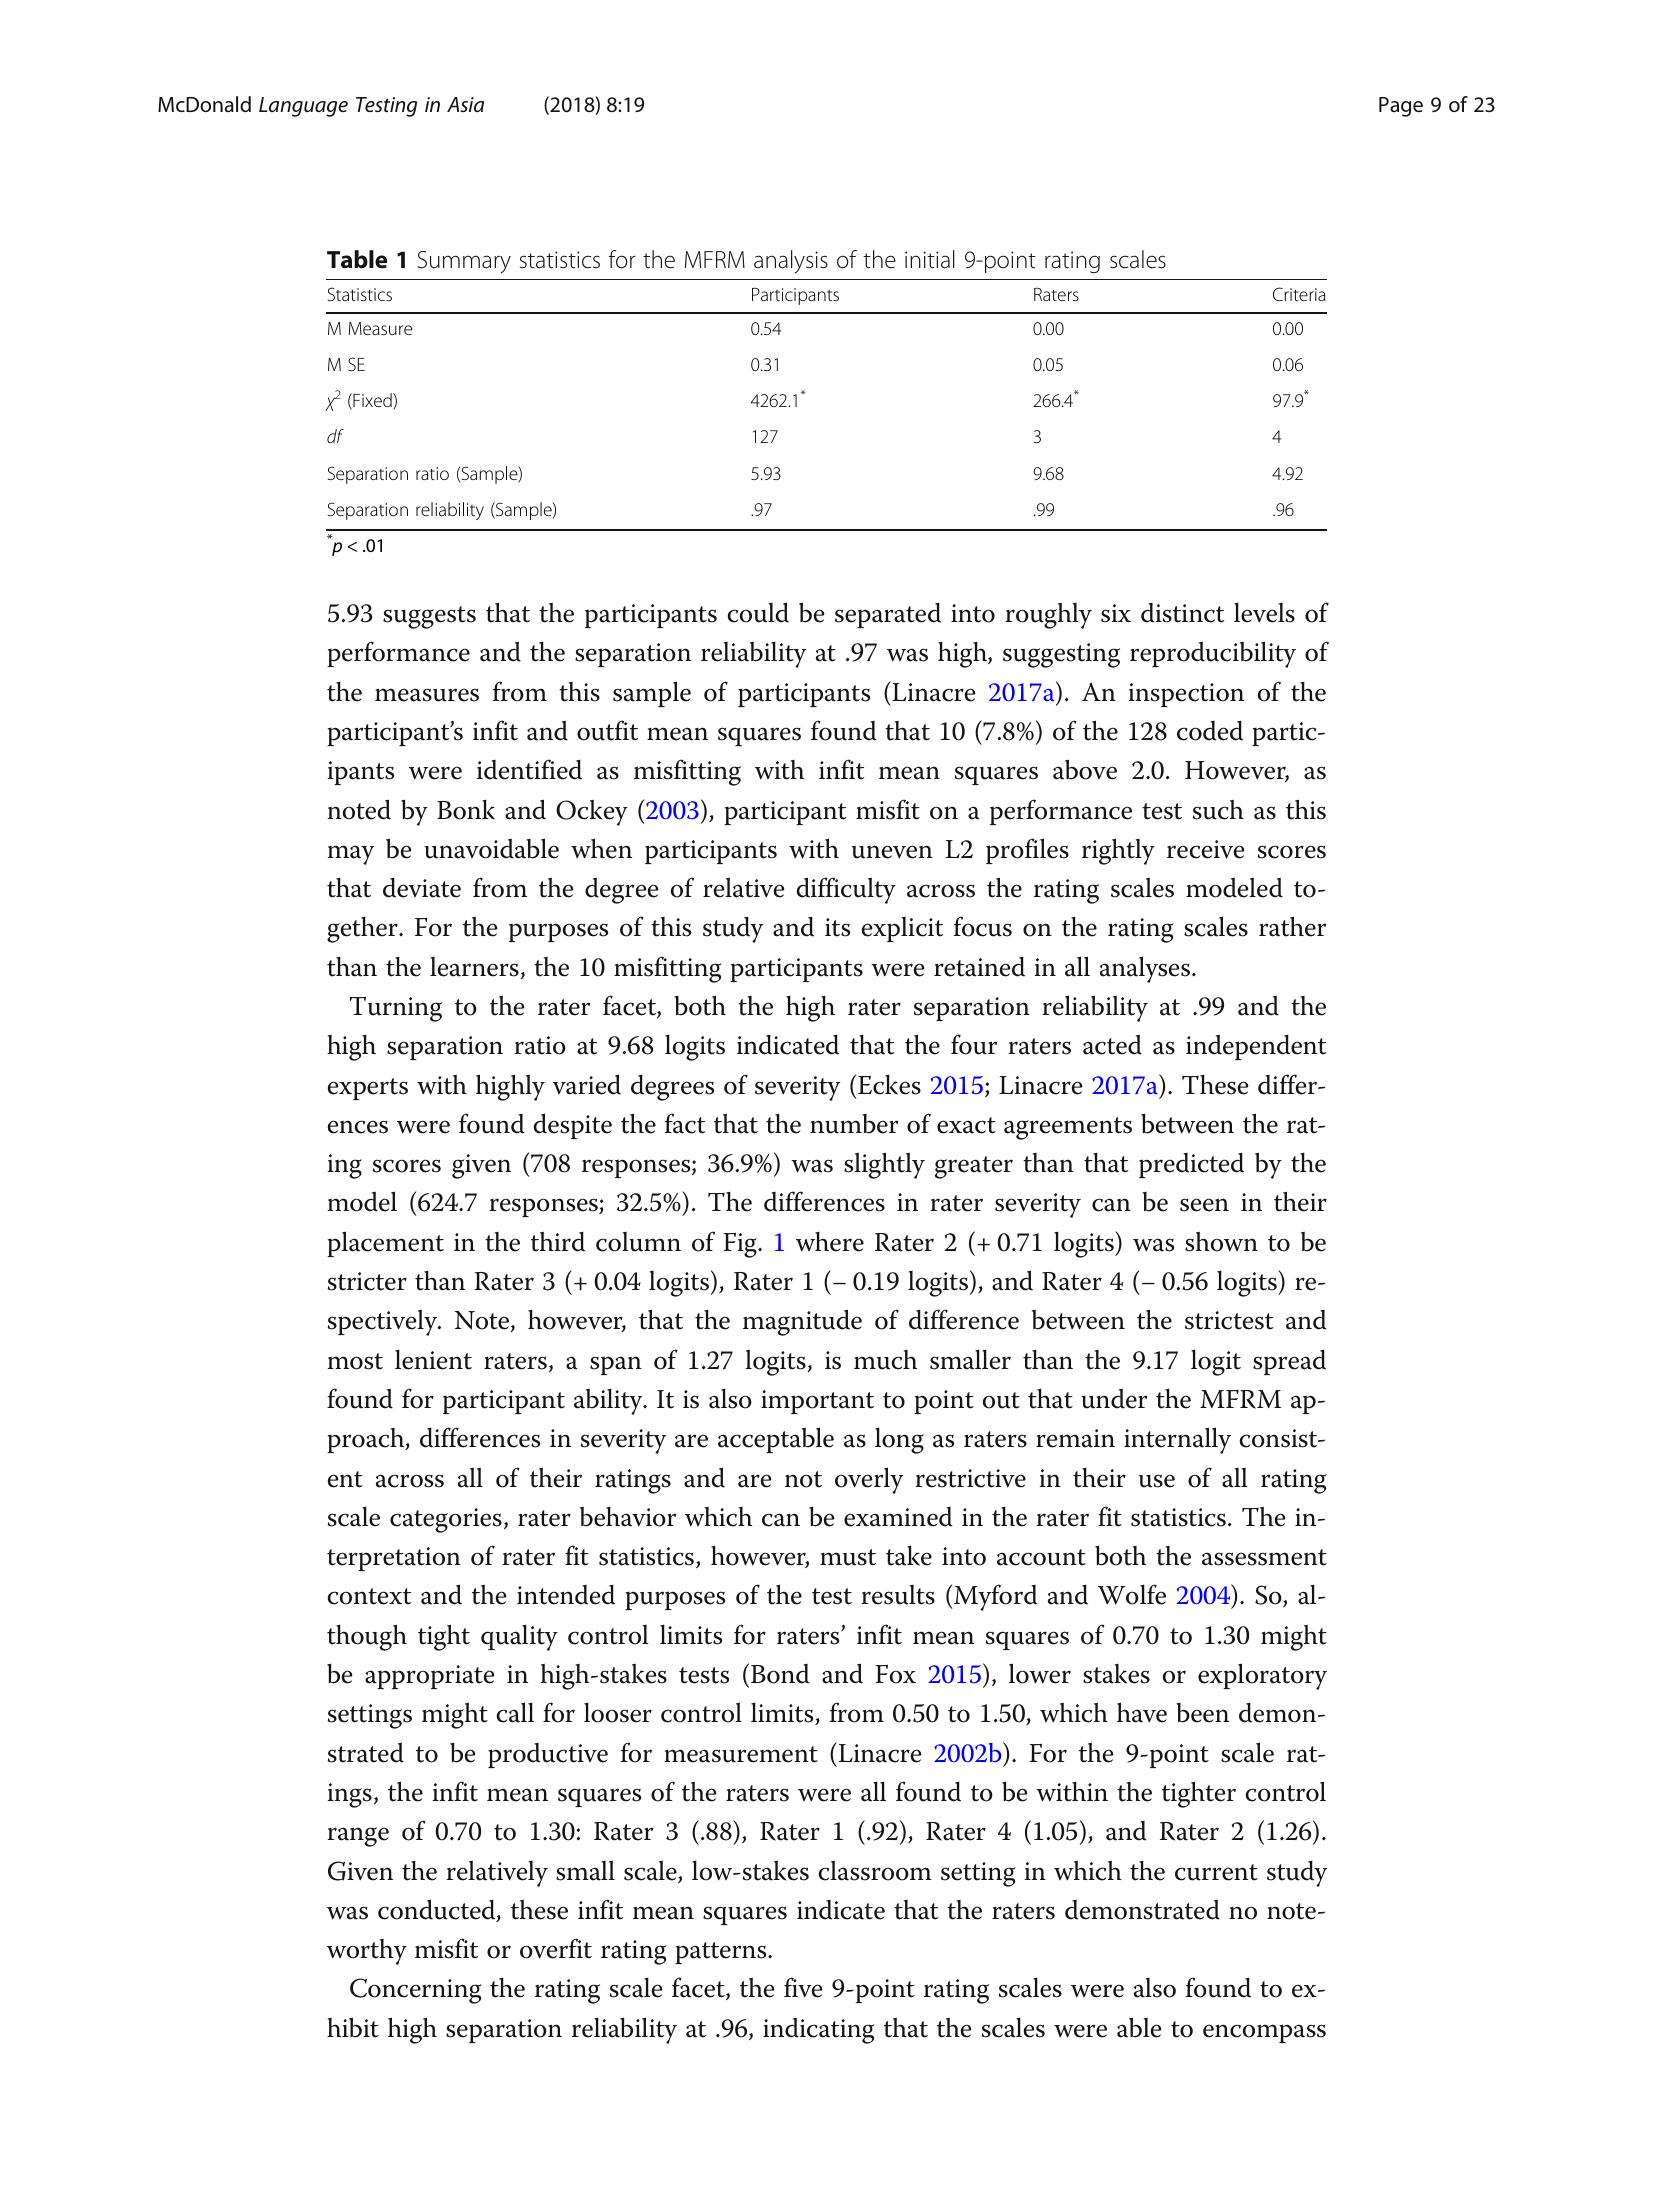 McDonald Language Testing in Asia (2018) 8:19 Page 9 of 23
Table 1 Summary statistics for the MFRM analysis of the initial 9-point rating scales
Statistics Participants Raters Criteria
M Measure 0.54 0.00 0.00
M SE 0.31 0.05 0.06
χ² (Fixed) 4262.1* 266.4* 97.9*
df 127 3 4
Separation ratio (Sample) 5.93 9.68 4.92
Separation reliability (Sample) .97 .99 .96
*p < .01
5.93 suggests that the participants could be separated into roughly six distinct levels of
performance and the separation reliability at .97 was high, suggesting reproducibility of
the measures from this sample of participants (Linacre 2017a). An inspection of the
participant's infit and outfit mean squares found that 10 (7.8%) of the 128 coded partic-
ipants were identified as misfitting with infit mean squares above 2.0. However, as
noted by Bonk and Ockey (2003), participant misfit on a performance test such as this
may be unavoidable when participants with uneven L2 profiles rightly receive scores
that deviate from the degree of relative difficulty across the rating scales modeled to-
gether. For the purposes of this study and its explicit focus on the rating scales rather
than the learners, the 10 misfitting participants were retained in all analyses.
Turning to the rater facet, both the high rater separation reliability at .99 and the
high separation ratio at 9.68 logits indicated that the four raters acted as independent
experts with highly varied degrees of severity (Eckes 2015; Linacre 2017a). These differ-
ences were found despite the fact that the number of exact agreements between the rat-
ing scores given (708 responses; 36.9%) was slightly greater than that predicted by the
model (624.7 responses; 32.5%). The differences in rater severity can be seen in their
placement in the third column of Fig. 1 where Rater 2 (+ 0.71 logits) was shown to be
stricter than Rater 3 (+ 0.04 logits), Rater 1 (− 0.19 logits), and Rater 4 (− 0.56 logits) re-
spectively. Note, however, that the magnitude of difference between the strictest and
most lenient raters, a span of 1.27 logits, is much smaller than the 9.17 logit spread
found for participant ability. It is also important to point out that under the MFRM ap-
proach, differences in severity are acceptable as long as raters remain internally consist-
ent across all of their ratings and are not overly restrictive in their use of all rating
scale categories, rater behavior which can be examined in the rater fit statistics. The in-
terpretation of rater fit statistics, however, must take into account both the assessment
context and the intended purposes of the test results (Myford and Wolfe 2004). So, al-
though tight quality control limits for raters' infit mean squares of 0.70 to 1.30 might
be appropriate in high-stakes tests (Bond and Fox 2015), lower stakes or exploratory
settings might call for looser control limits, from 0.50 to 1.50, which have been demon-
strated to be productive for measurement (Linacre 2002b). For the 9-point scale rat-
ings, the infit mean squares of the raters were all found to be within the tighter control
range of 0.70 to 1.30: Rater 3 (.88), Rater 1 (.92), Rater 4 (1.05), and Rater 2 (1.26).
Given the relatively small scale, low-stakes classroom setting in which the current study
was conducted, these infit mean squares indicate that the raters demonstrated no note-
worthy misfit or overfit rating patterns.
Concerning the rating scale facet, the five 9-point rating scales were also found to ex-
hibit high separation reliability at .96, indicating that the scales were able to encompass